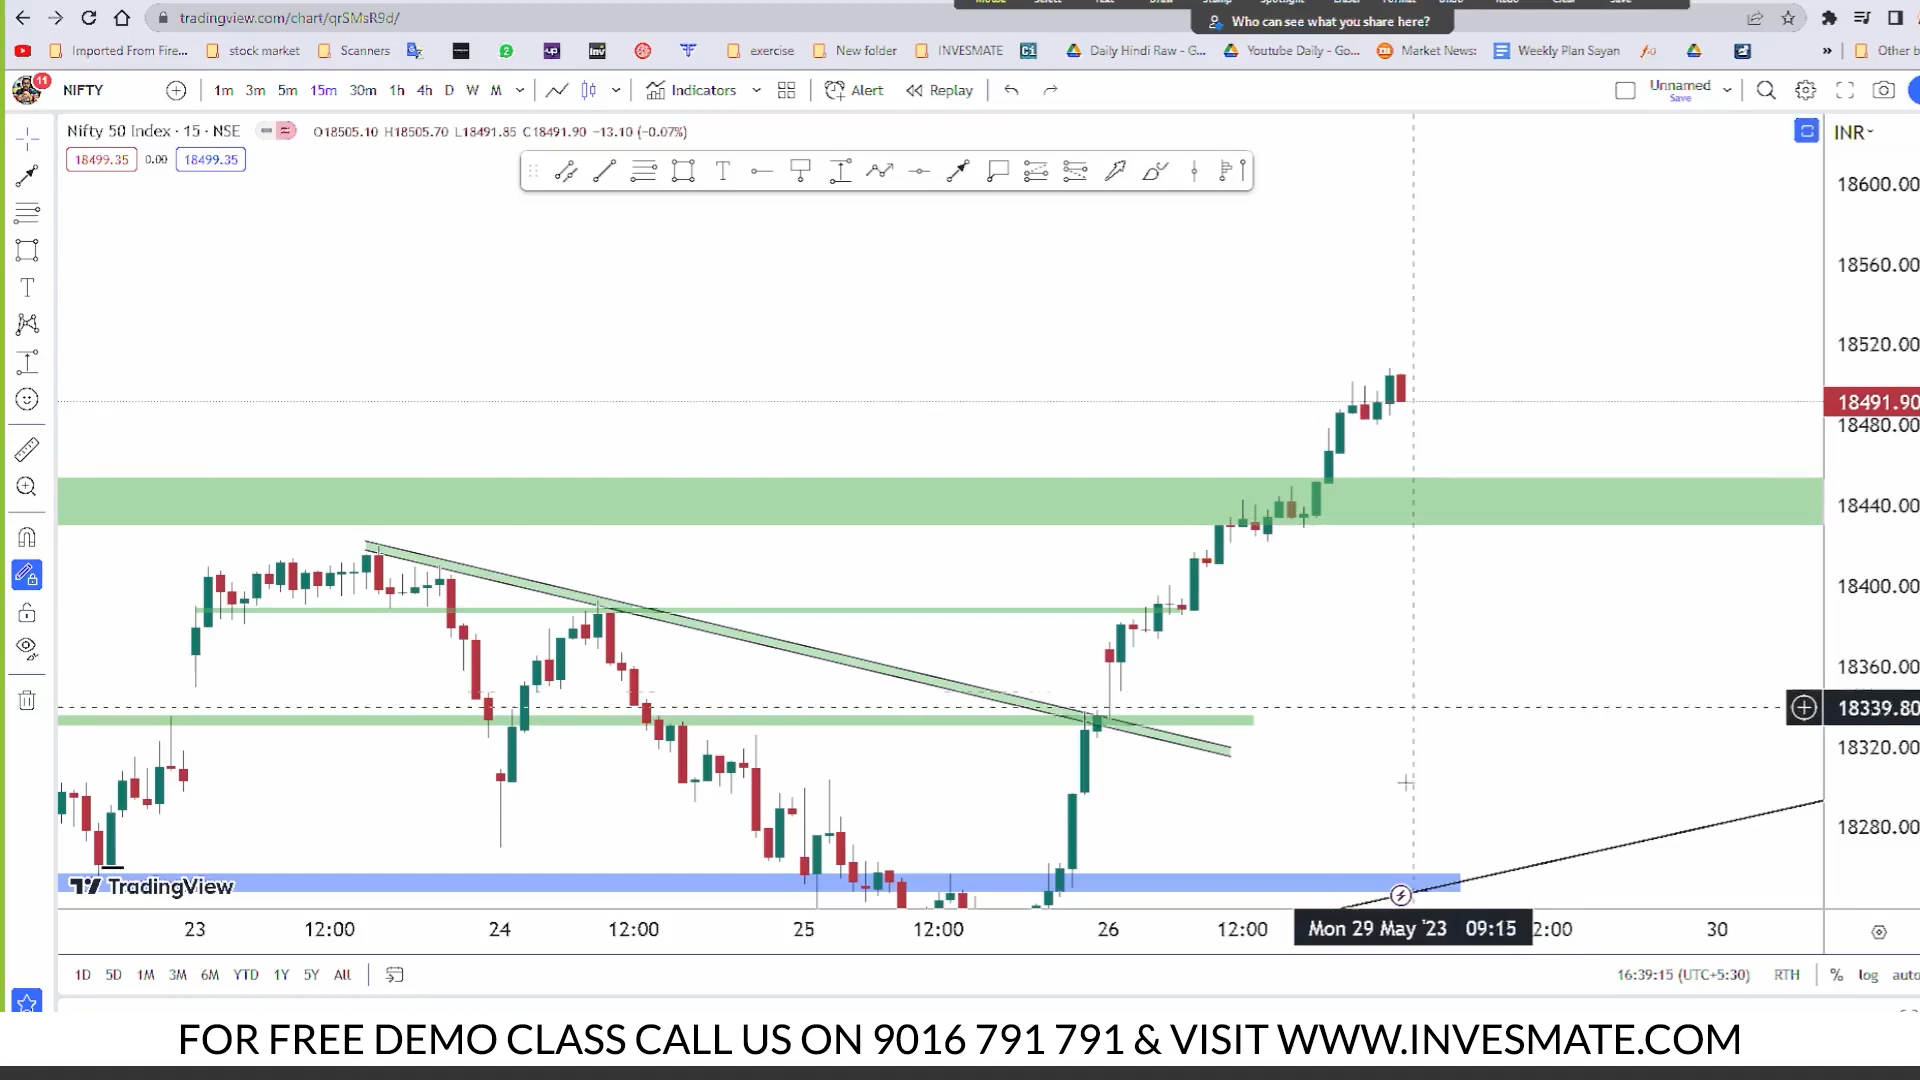 tradingview.com/chart/qrSMsR9d/
Who can see what you share here?
Imported From Fire... stock market Scanners exercise New folder INVESMATE Daily Hindi Raw - G... Youtube Daily - Go... Market News: Weekly Plan Sayan » Other b
11 NIFTY 1m 3m 5m 15m 30m 1h 4h D W M Indicators Alert Replay Unnamed
Save
Nifty 50 Index · 15 · NSE O18505.10 H18505.70 L18491.85 C18491.90 −13.10 (−0.07%) INR
18499.35 0.00 18499.35
18600.00
18560.00
18520.00
18491.90
18480.00
18440.00
18400.00
18360.00
18339.80
18320.00
18280.00
TradingView
23 12:00 24 12:00 25 12:00 26 12:00 Mon 29 May '23 09:15 2:00 30
1D 5D 1M 3M 6M YTD 1Y 5Y All 16:39:15 (UTC+5:30) RTH % log auto
FOR FREE DEMO CLASS CALL US ON 9016 791 791 & VISIT WWW.INVESMATE.COM